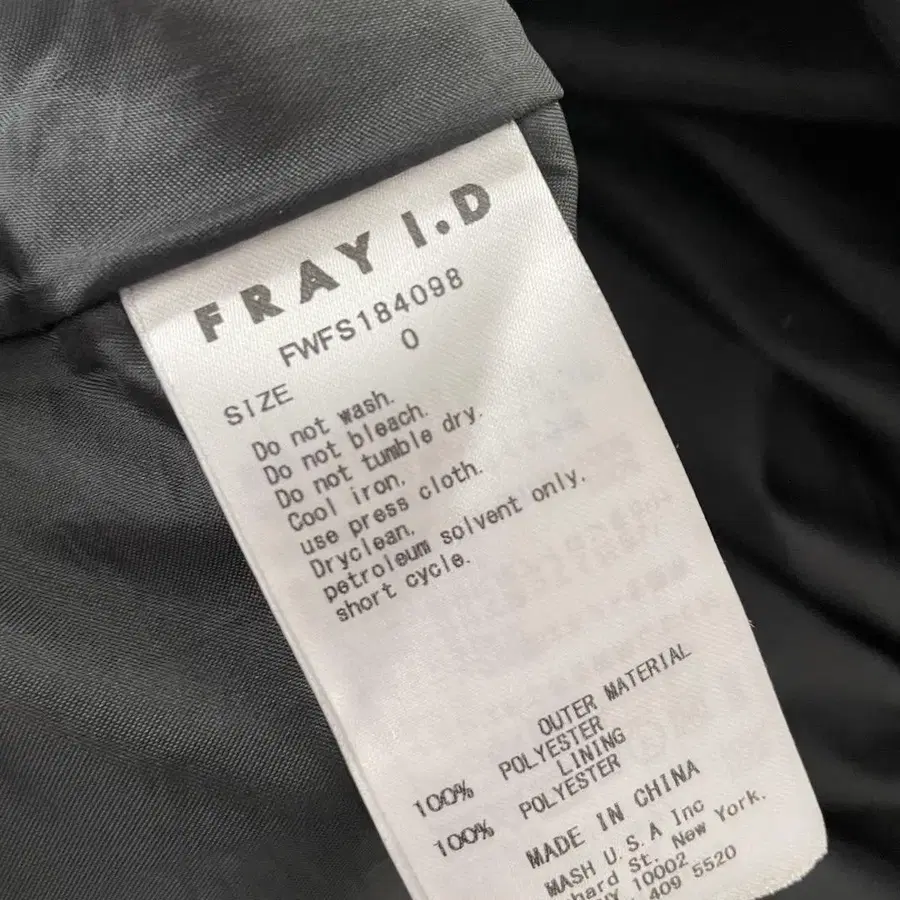 FRAY I.D
FWFS184098
SIZE 0
Do not wash.
Do not bleach.
Do not tumble dry.
Cool iron,
use press cloth.
Dryclean,
petroleum solvent only,
short cycle.
OUTER MATERIAL
100% POLYESTER
LINING
100% POLYESTER
MADE IN CHINA
MASH U.S.A Inc
St, New York.
10002
409 5520